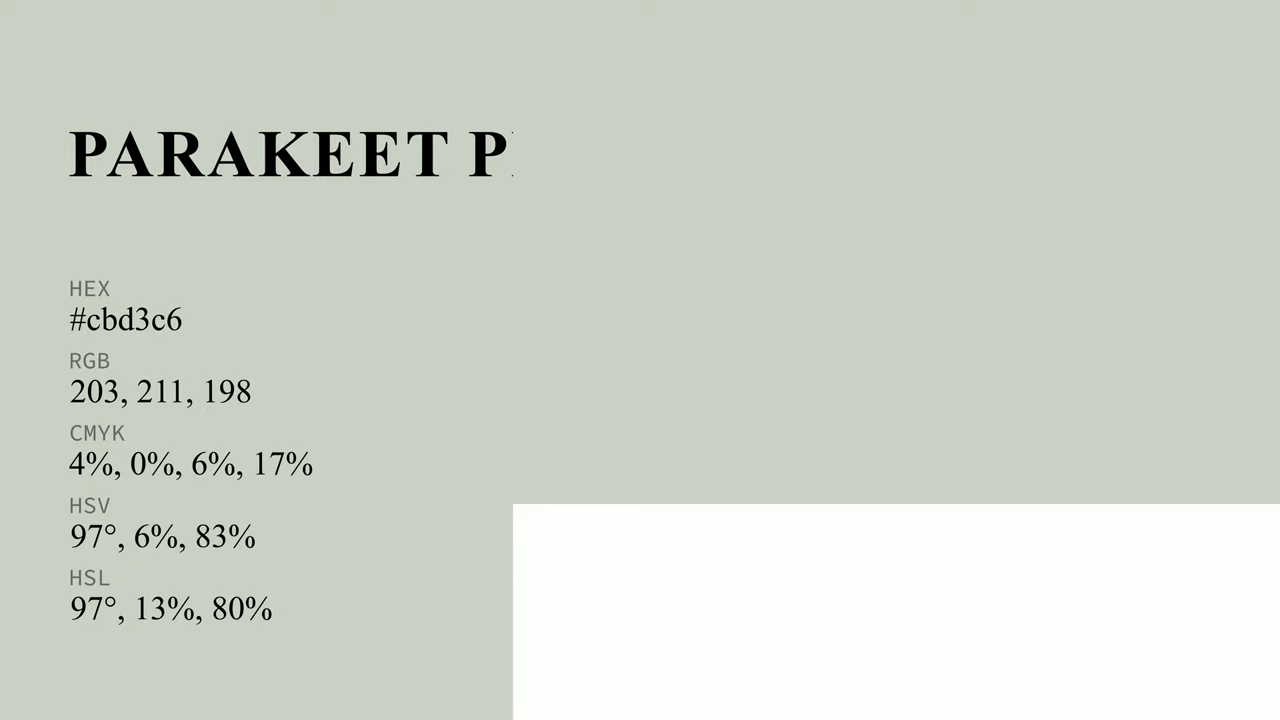 PARAKEET P
HEX
#cbd3c6
RGB
203, 211, 198
CMYK
4%, 0%, 6%, 17%
HSV
97°, 6%, 83%
HSL
97°, 13%, 80%